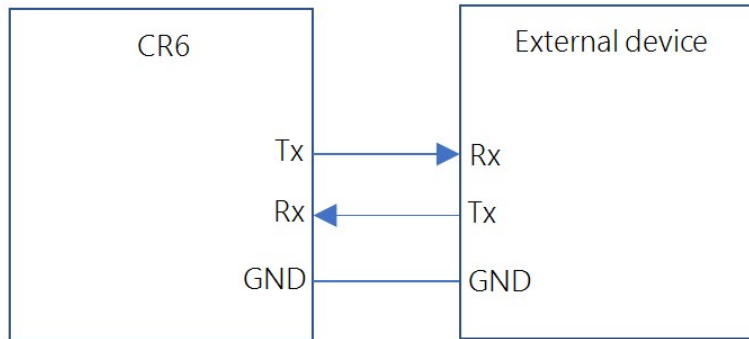 CR6
External device
Tx
Rx
Rx
Tx
GND
GND